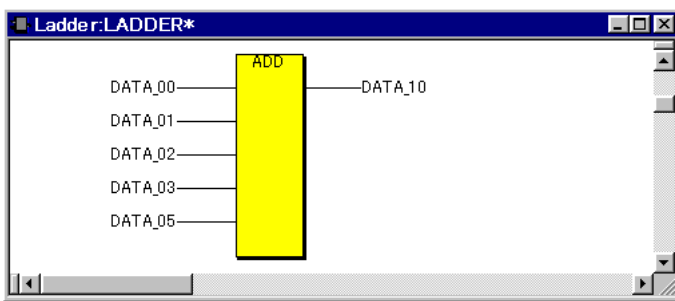 Ladder:LADDER*
ADD
DATA_00 DATA_10
DATA_01
DATA_02
DATA_03
DATA_05